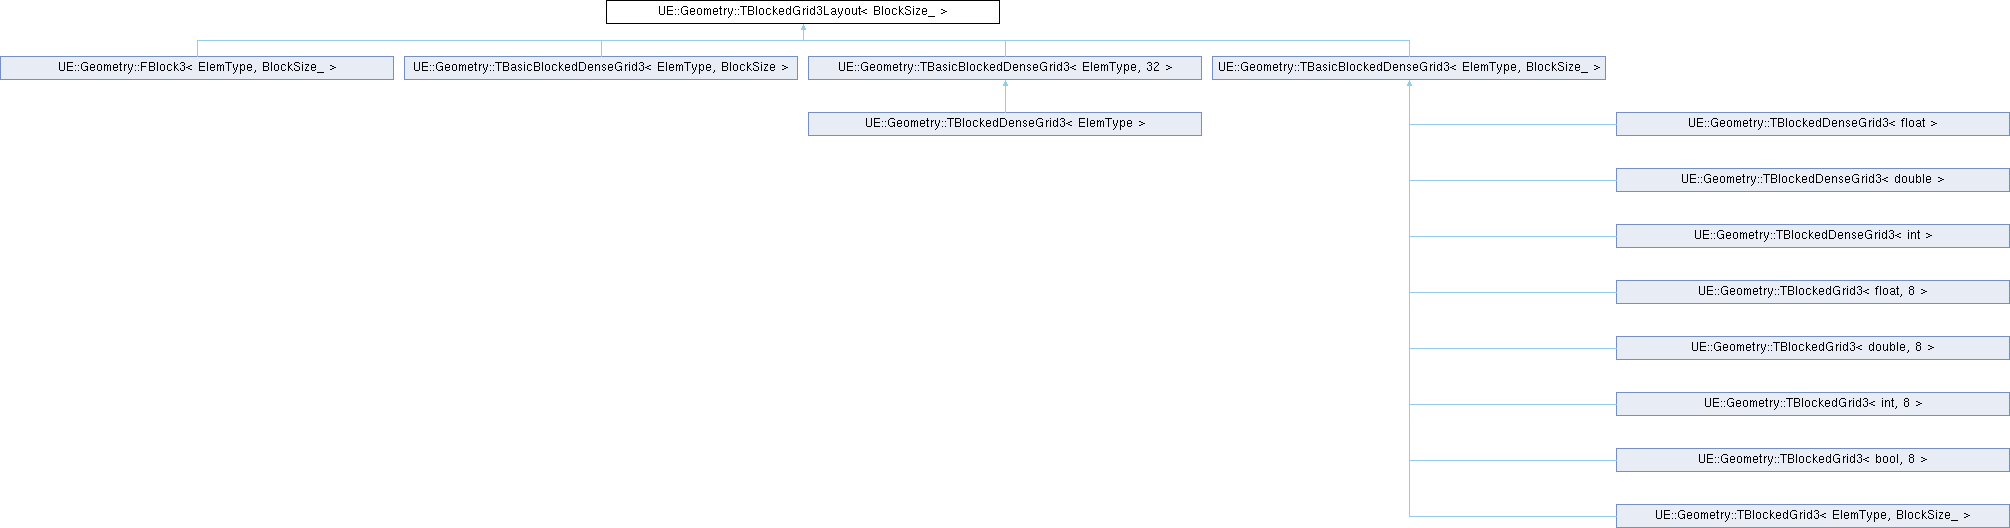 UE::Geometry::TBlockedGrid3Layout< BlockSize_ >
UE::Geometry::FBlock3< ElemType, BlockSize_ >
UE::Geometry::TBasicBlockedDenseGrid3< ElemType, BlockSize >
UE::Geometry::TBasicBlockedDenseGrid3< ElemType, 32 >
UE::Geometry::TBasicBlockedDenseGrid3< ElemType, BlockSize_ >
UE::Geometry::TBlockedDenseGrid3< ElemType >
UE::Geometry::TBlockedDenseGrid3< float >
UE::Geometry::TBlockedDenseGrid3< double >
UE::Geometry::TBlockedDenseGrid3< int >
UE::Geometry::TBlockedGrid3< float, 8 >
UE::Geometry::TBlockedGrid3< double, 8 >
UE::Geometry::TBlockedGrid3< int, 8 >
UE::Geometry::TBlockedGrid3< bool, 8 >
UE::Geometry::TBlockedGrid3< ElemType, BlockSize_ >